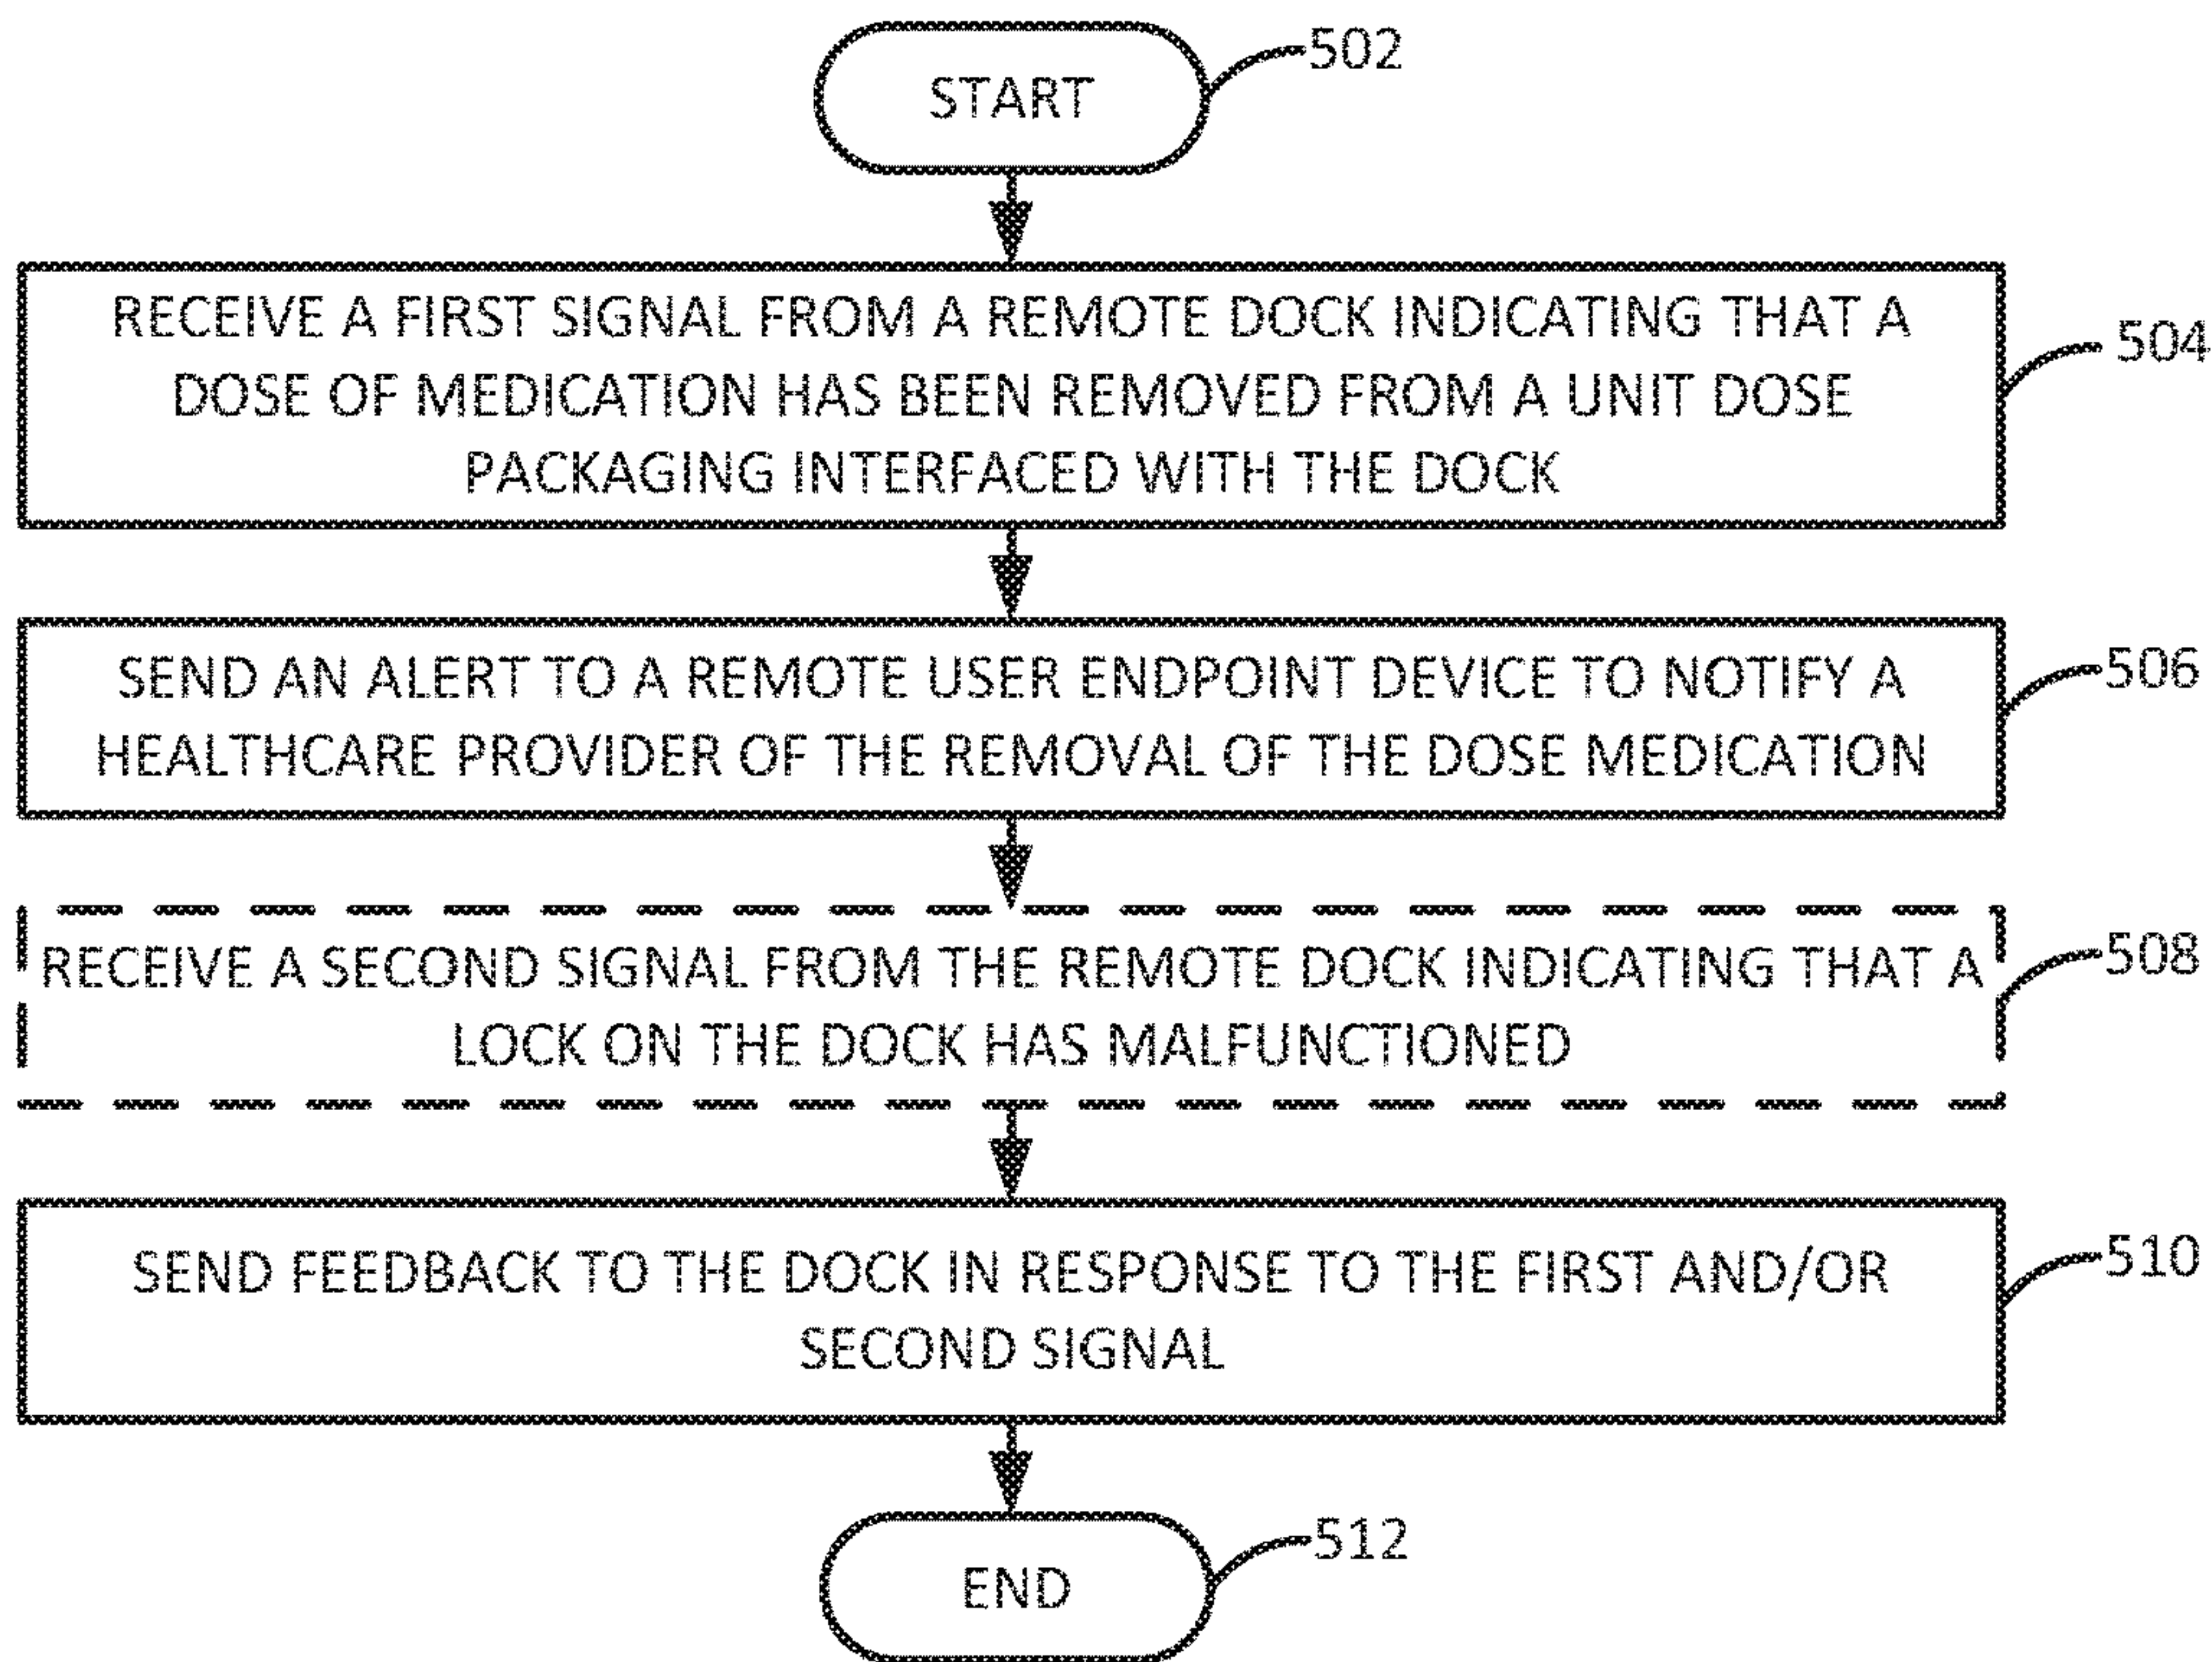 START
502
RECEIVE A FIRST SIGNAL FROM A REMOTE DOCK INDICATING THAT A
DOSE OF MEDICATION HAS BEEN REMOVED FROM A UNIT DOSE
PACKAGING INTERFACED WITH THE DOCK
504
SEND AN ALERT TO A REMOTE USER ENDPOINT DEVICE TO NOTIFY A
HEALTHCARE PROVIDER OF THE REMOVAL OF THE DOSE MEDICATION
506
RECEIVE A SECOND SIGNAL FROM THE REMOTE DOCK INDICATING THAT A
LOCK ON THE DOCK HAS MALFUNCTIONED
508
SEND FEEDBACK TO THE DOCK IN RESPONSE TO THE FIRST AND/OR
SECOND SIGNAL
510
END
512